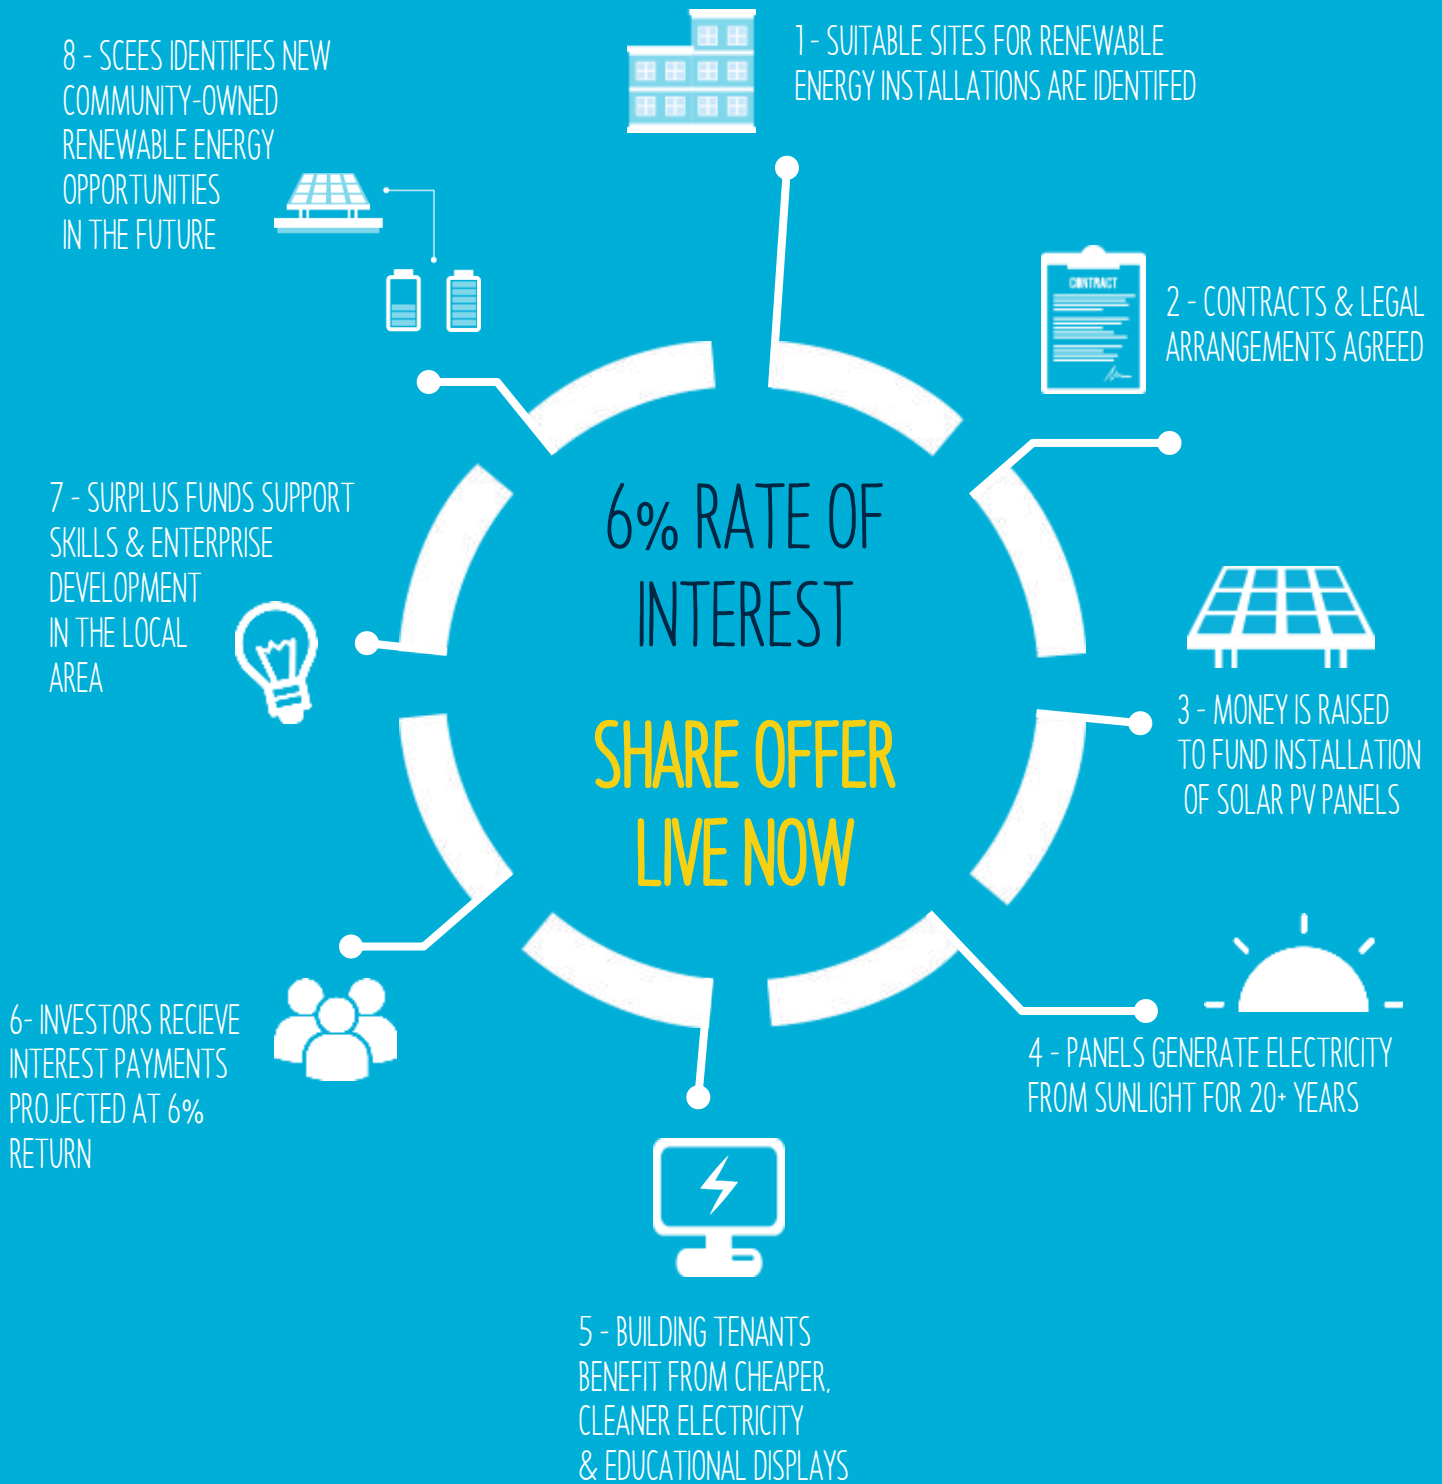 1 - SUITABLE SITES FOR RENEWABLE
ENERGY INSTALLATIONS ARE IDENTIFED
CONTRACT
2 - CONTRACTS & LEGAL
ARRANGEMENTS AGREED
3 - MONEY IS RAISED
TO FUND INSTALLATION
OF SOLAR PV PANELS
4 - PANELS GENERATE ELECTRICITY
FROM SUNLIGHT FOR 20+ YEARS
5 - BUILDING TENANTS
BENEFIT FROM CHEAPER,
CLEANER ELECTRICITY
& EDUCATIONAL DISPLAYS
6- INVESTORS RECIEVE
INTEREST PAYMENTS
PROJECTED AT 6%
RETURN
7 - SURPLUS FUNDS SUPPORT
SKILLS & ENTERPRISE
DEVELOPMENT
IN THE LOCAL
AREA
8 - SCEES IDENTIFIES NEW
COMMUNITY-OWNED
RENEWABLE ENERGY
OPPORTUNITIES
IN THE FUTURE
6% RATE OF
INTEREST
SHARE OFFER
LIVE NOW